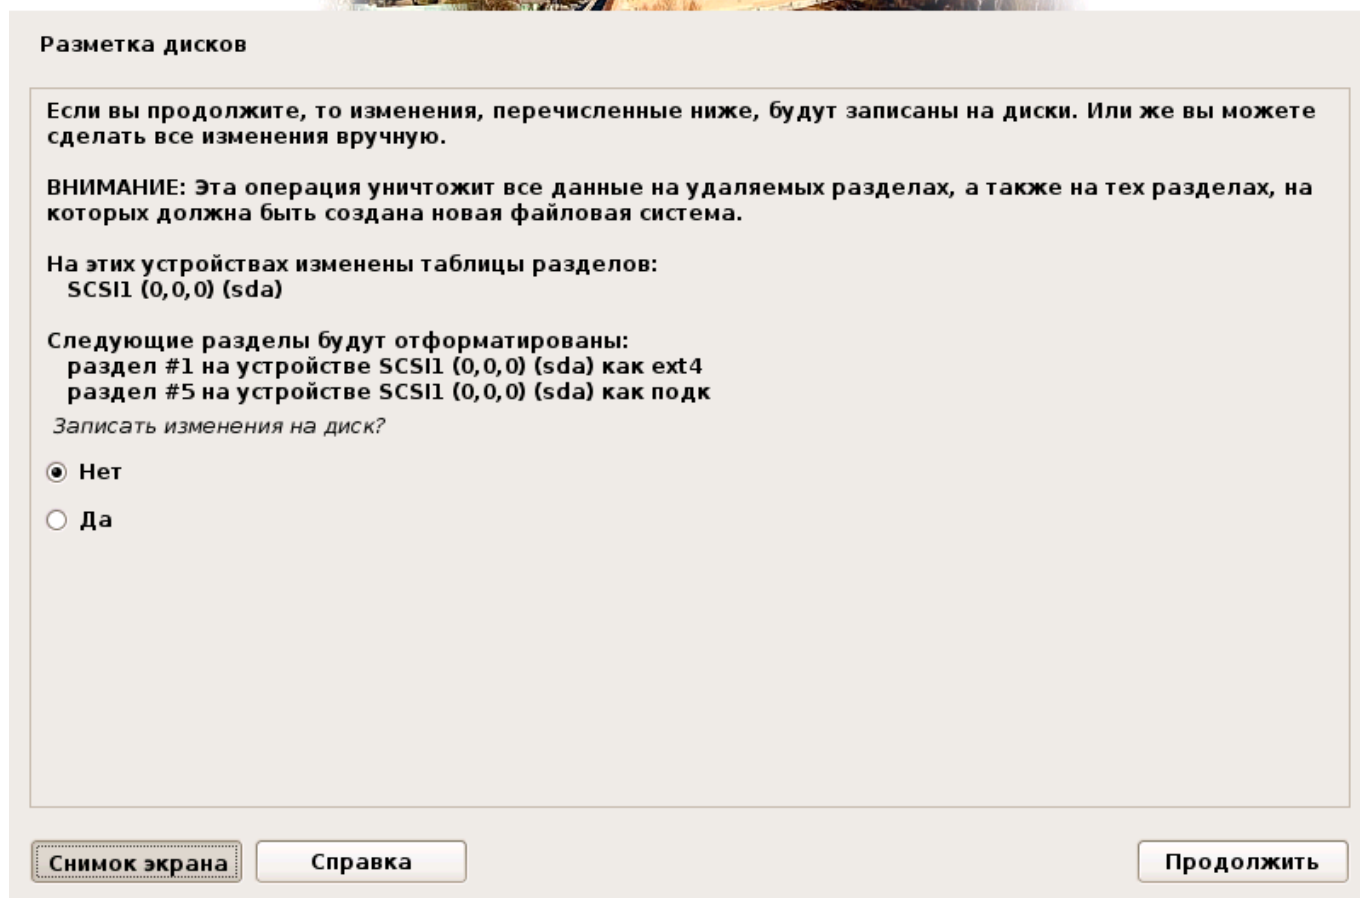 Разметка дисков
Если вы продолжите, то изменения, перечисленные ниже, будут записаны на диски. Или же вы можете
сделать все изменения вручную.
ВНИМАНИЕ: Эта операция уничтожит все данные на удаляемых разделах, а также на тех разделах, на
которых должна быть создана новая файловая система.
На этих устройствах изменены таблицы разделов:
SCSI1 (0,0,0) (sda)
Следующие разделы будут отформатированы:
раздел #1 на устройстве SCSI1 (0,0,0) (sda) как ext4
раздел #5 на устройстве SCSI1 (0,0,0) (sda) как подк
Записать изменения на диск?
Нет
Да
Снимок экрана
Справка
Продолжить